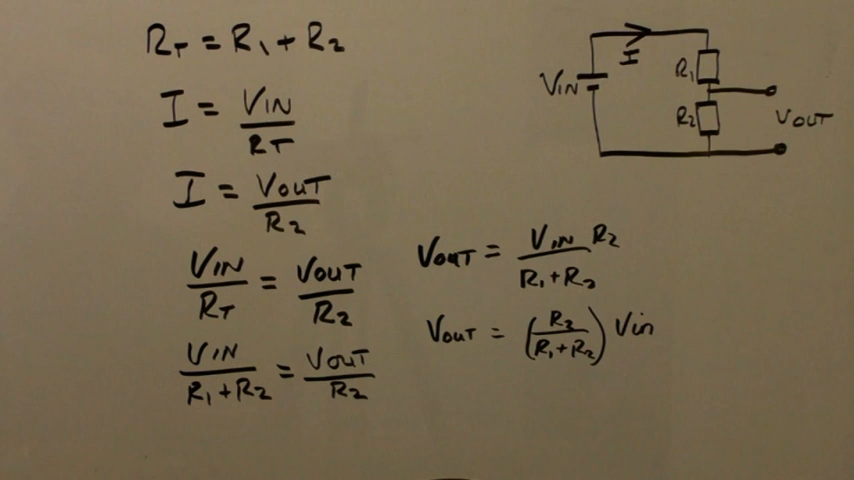 RT = R1 + R2
I = VIN / RT
I = VOUT / R2
VIN / RT = VOUT / R2
VIN / R1 + R2 = VOUT / R2
VOUT = VIN R2 / R1 + R2
VOUT = (R2 / R1 + R2) Vin
I
VIN
R1
R2
VOUT